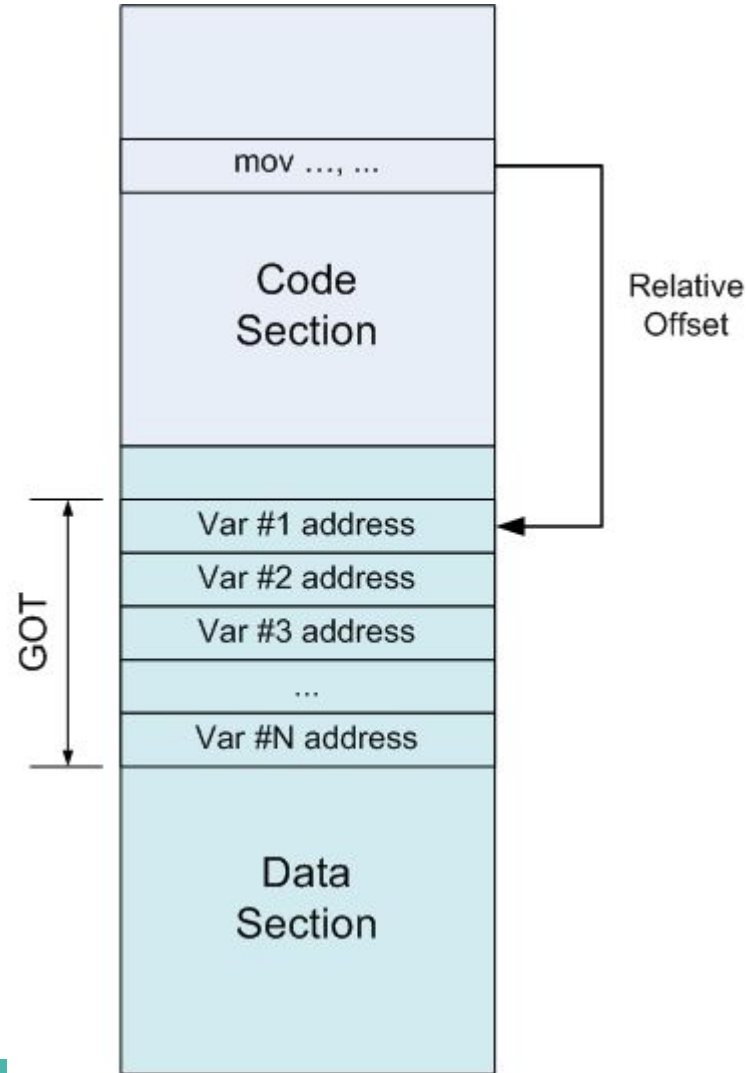 mov ..., ...
Code
Section
Relative
Offset
GOT
Var #1 address
Var #2 address
Var #3 address
...
Var #N address
Data
Section